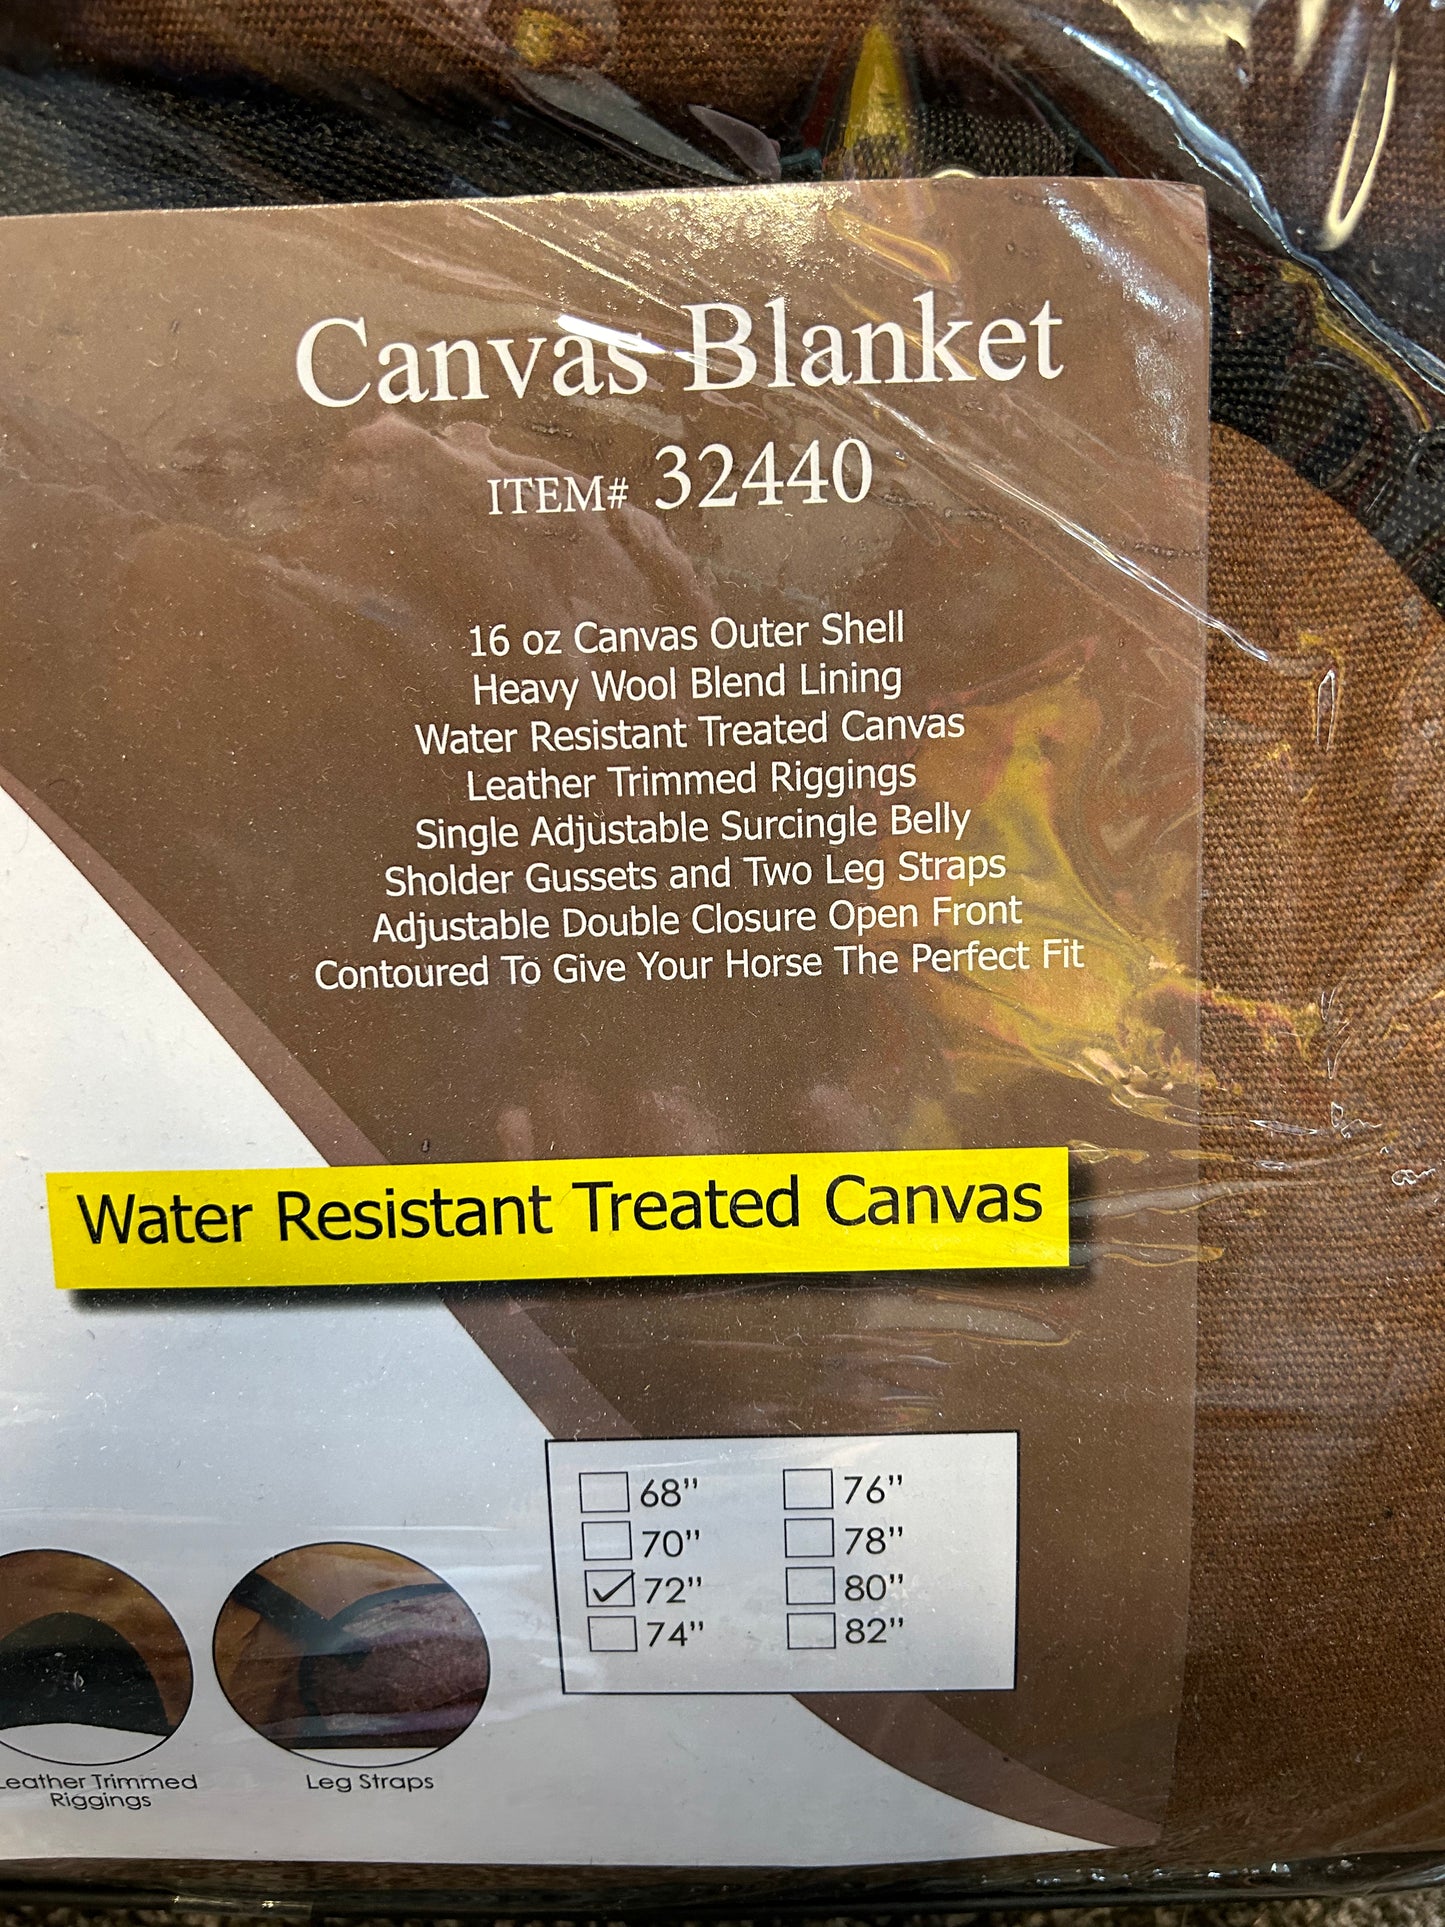 Canvas Blanket
ITEM# 32440
16 oz Canvas Outer Shell
Heavy Wool Blend Lining
Water Resistant Treated Canvas
Leather Trimmed Riggings
Single Adjustable Surcingle Belly
Sholder Gussets and Two Leg Straps
Adjustable Double Closure Open Front
Contoured To Give Your Horse The Perfect Fit
Water Resistant Treated Canvas
68"
70"
72"
74"
76"
78"
80"
82"
Leather Trimmed
Riggings
Leg Straps